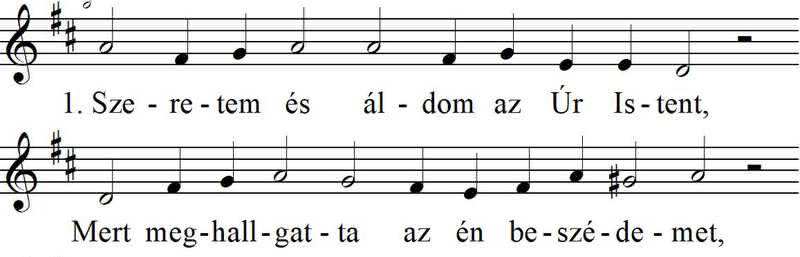 1. Sze - re - tem és ál - dom az Úr Is - tent,
Mert meg - hall - gat - ta az én be - szé - de - met,